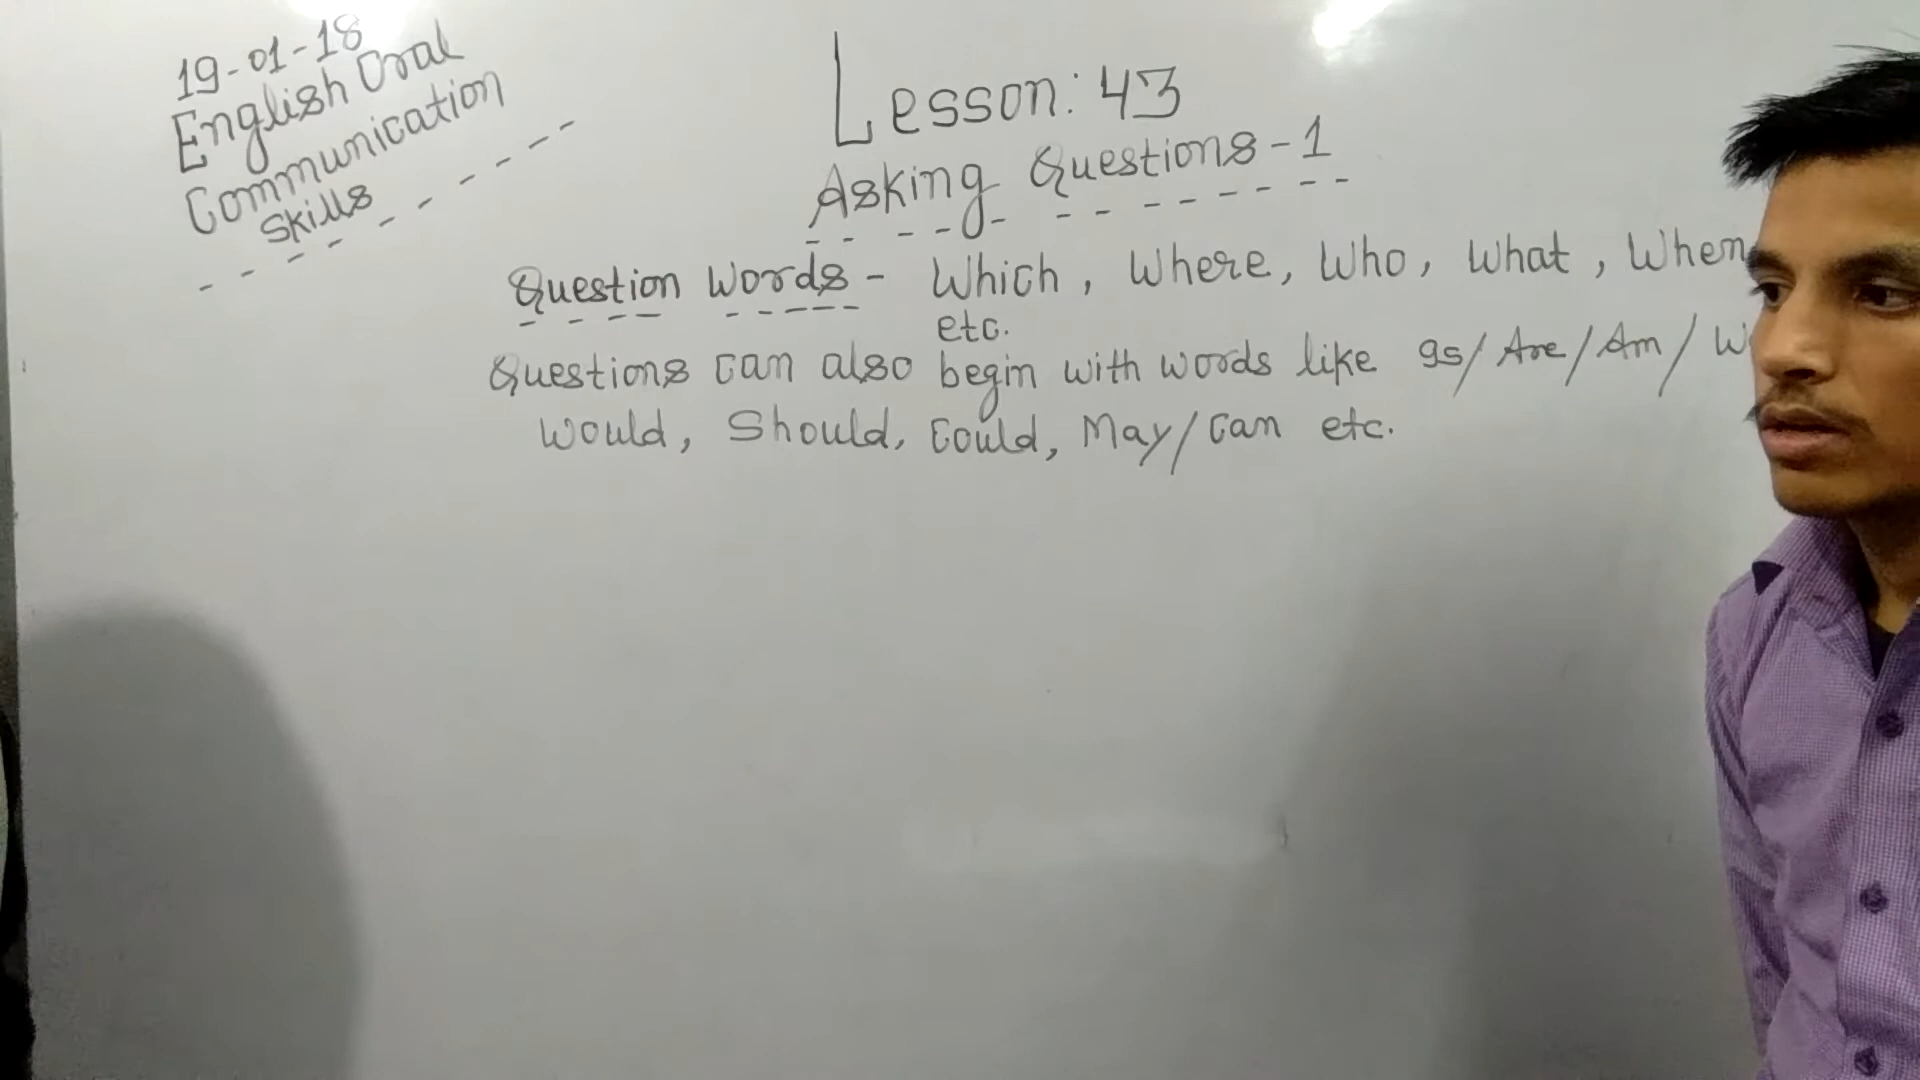 19-01-18
English Oral
Communication
Skills
Lesson: 43
Asking Questions-1
Question Words - Which, Where, Who, What, When
etc.
Questions can also begin with words like Is/Are/Am/
Would, Should, Could, May/Can etc.